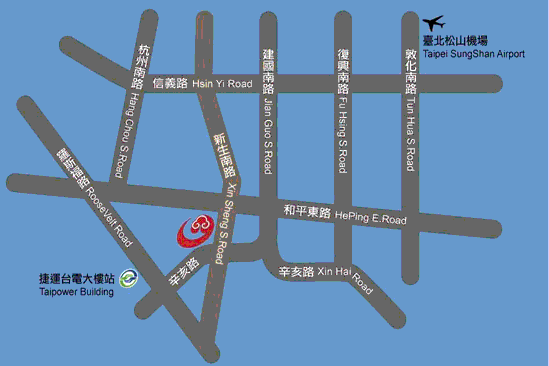 臺北松山機場
Taipei SungShan Airport
杭州南路 Hang Chou S Road
信義路 Hsin Yi Road
新生南路 Xin Sheng S Road
建國南路 Jian Guo S Road
復興南路 Fu Hsing S Road
敦化南路 Tun Hua S Road
羅斯福路 RooseVelt Road
和平東路 HePing E.Road
辛亥路
辛亥路 Xin Hai Road
捷運台電大樓站
Taipower Building